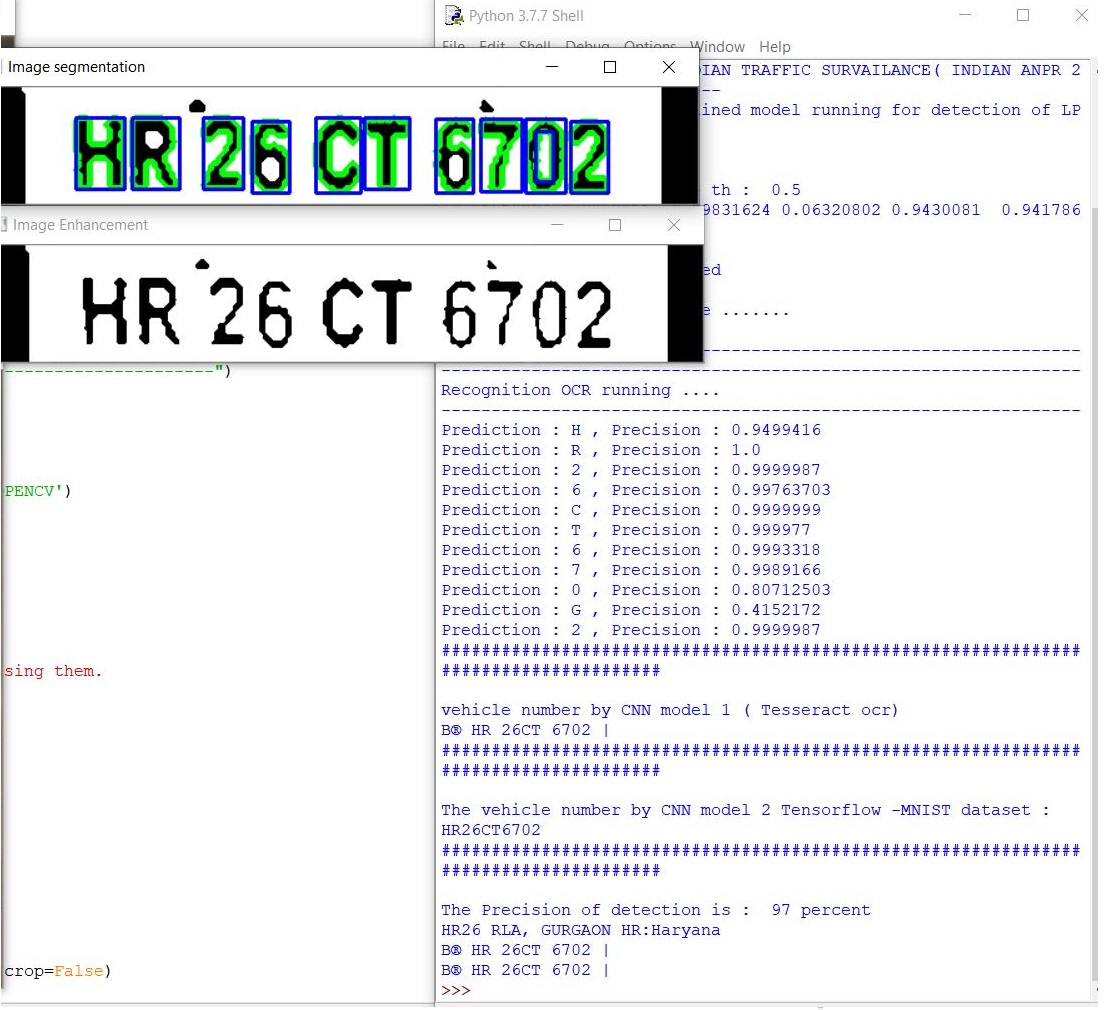 Python 3.7.7 Shell
File Edit Shell Debug Options Window Help
Image segmentation
HR 26 CT 6702
Image Enhancement
HR 26 CT 6702
---------------------")
PENCV')
sing them.
crop=False)
IAN TRAFFIC SURVAILANCE( INDIAN ANPR 2
--
ined model running for detection of LP
th : 0.5
9831624 0.06320802 0.9430081 0.941786
ed
e .......
----------------------------------------------------------------
----------------------------------------------------------------
Recognition OCR running ....
----------------------------------------------------------------
Prediction : H , Precision : 0.9499416
Prediction : R , Precision : 1.0
Prediction : 2 , Precision : 0.9999987
Prediction : 6 , Precision : 0.99763703
Prediction : C , Precision : 0.9999999
Prediction : T , Precision : 0.999977
Prediction : 6 , Precision : 0.9993318
Prediction : 7 , Precision : 0.9989166
Prediction : 0 , Precision : 0.80712503
Prediction : G , Precision : 0.4152172
Prediction : 2 , Precision : 0.9999987
################################################################
######################
vehicle number by CNN model 1 ( Tesseract ocr)
B® HR 26CT 6702 |
################################################################
######################
The vehicle number by CNN model 2 Tensorflow -MNIST dataset :
HR26CT6702
################################################################
######################
The Precision of detection is : 97 percent
HR26 RLA, GURGAON HR:Haryana
B® HR 26CT 6702 |
B® HR 26CT 6702 |
>>>